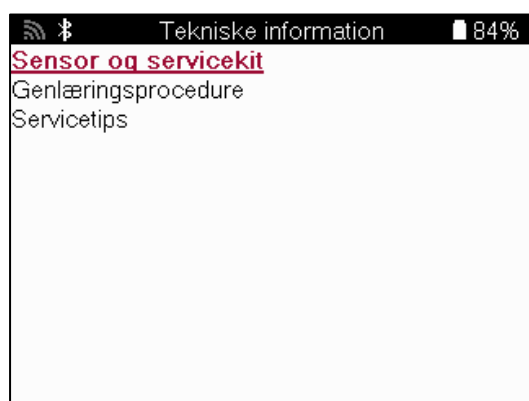 Tekniske information 84%
Sensor og servicekit
Genlæringsprocedure
Servicetips